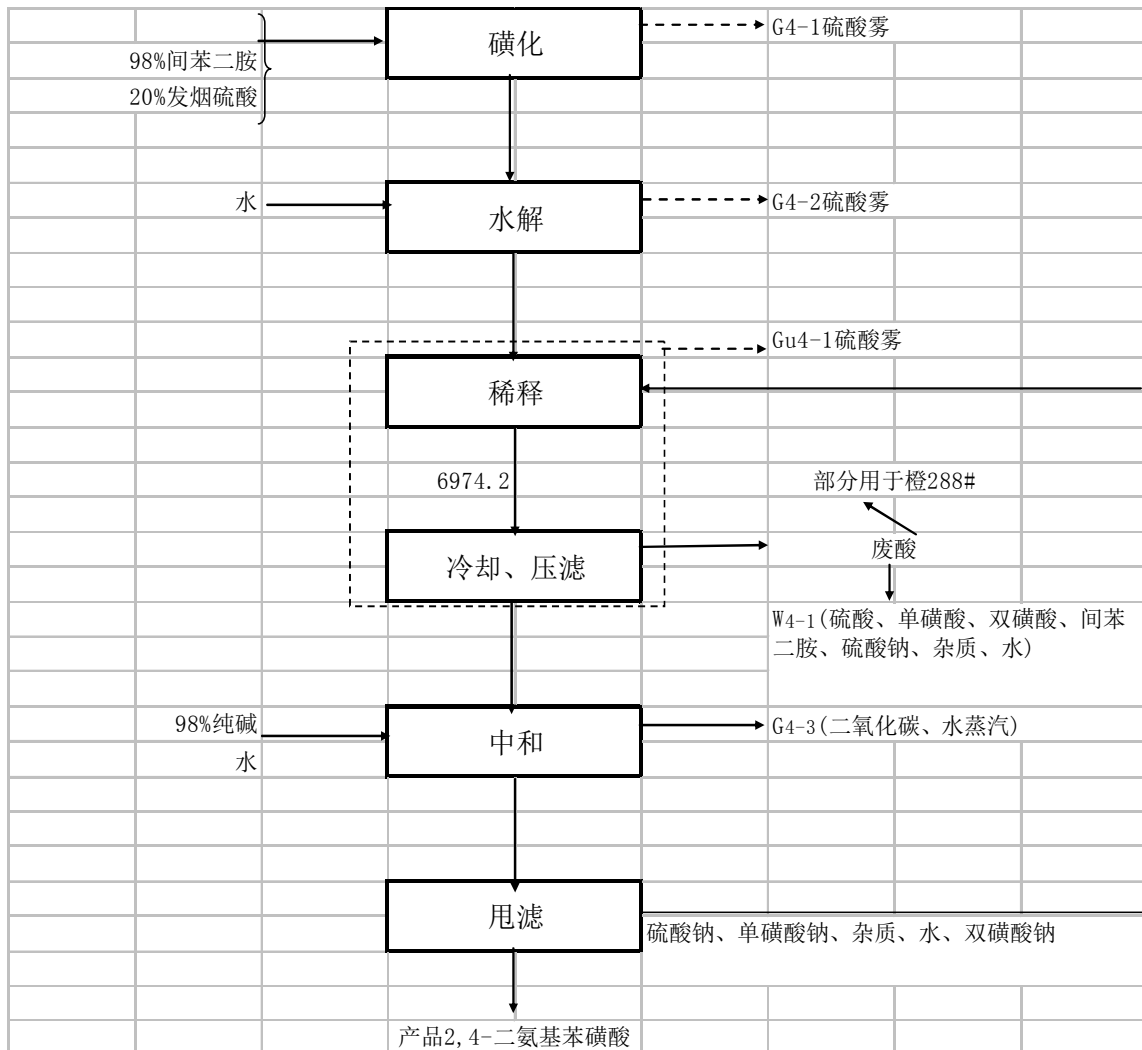 磺化
G4-1硫酸雾
98%间苯二胺
20%发烟硫酸
水
水解
G4-2硫酸雾
Gu4-1硫酸雾
稀释
6974.2
部分用于橙288#
冷却、压滤
废酸
W4-1(硫酸、单磺酸、双磺酸、间苯
二胺、硫酸钠、杂质、水)
98%纯碱
水
中和
G4-3(二氧化碳、水蒸汽)
甩滤
硫酸钠、单磺酸钠、杂质、水、双磺酸钠
产品2,4-二氨基苯磺酸